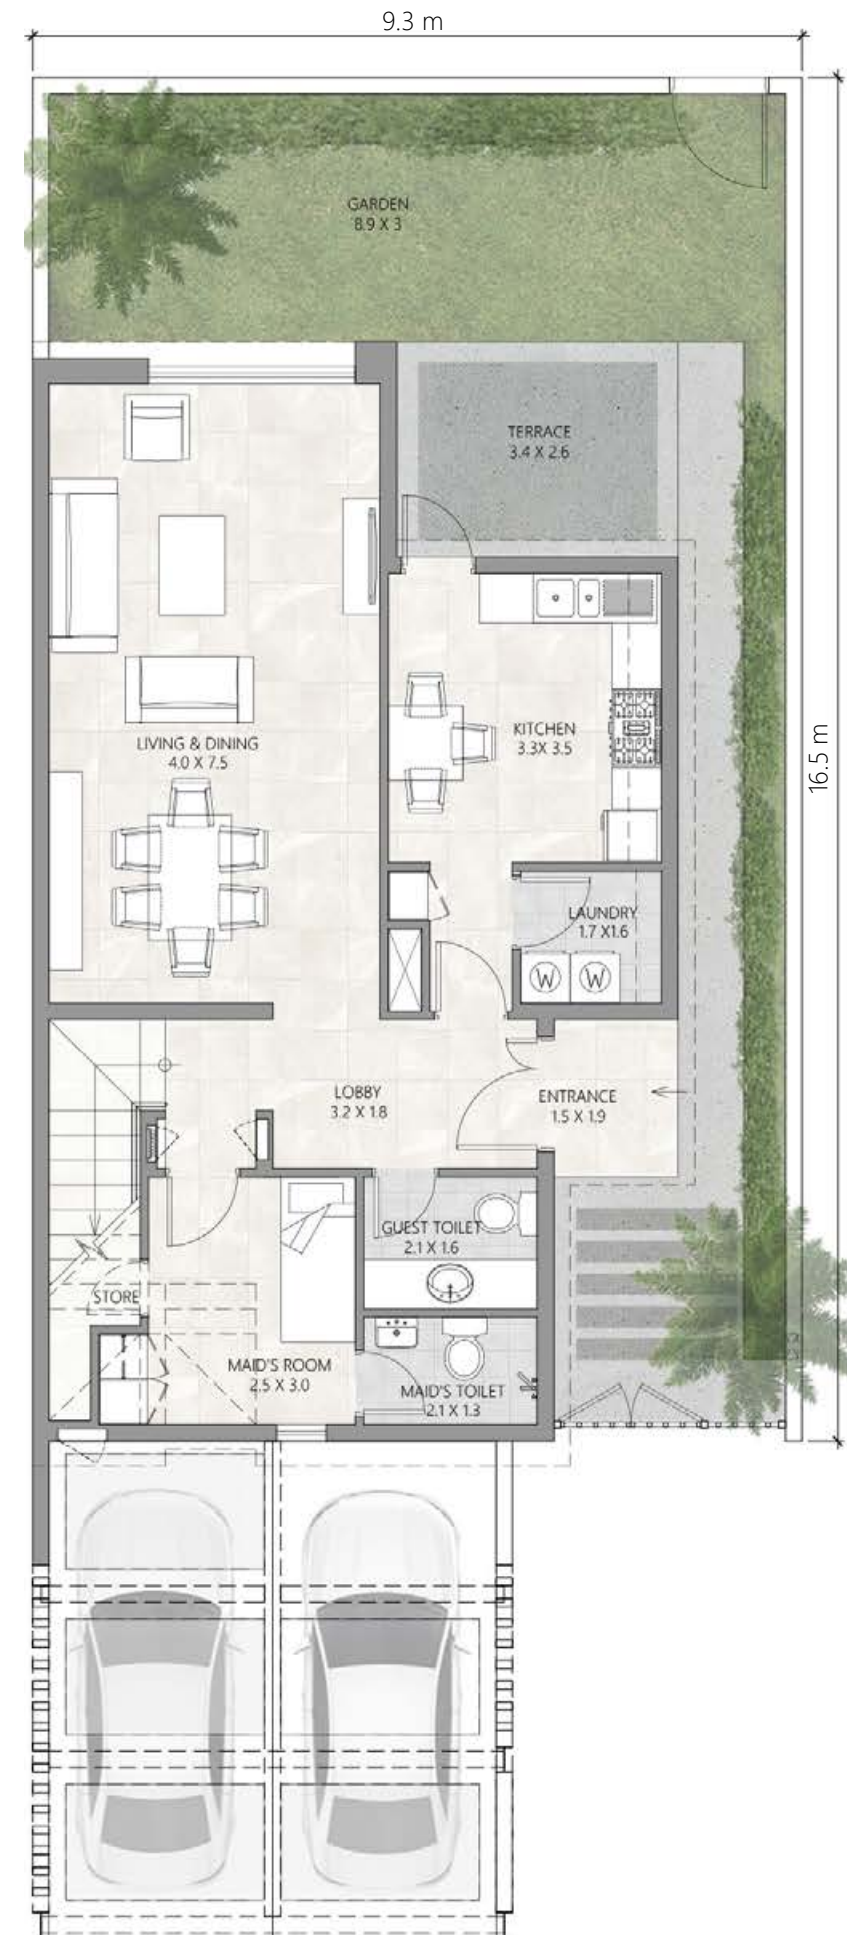 9.3 m
GARDEN
8.9 X 3
TERRACE
3.4 X 2.6
LIVING & DINING
4.0 X 7.5
KITCHEN
3.3X 3.5
16.5 m
LAUNDRY
1.7 X1.6
W W
LOBBY
3.2 X 1.8
ENTRANCE
1.5 X 1.9
GUEST TOILET
2.1 X 1.6
STORE
MAID'S ROOM
2.5 X 3.0
MAID'S TOILET
2.1 X 1.3